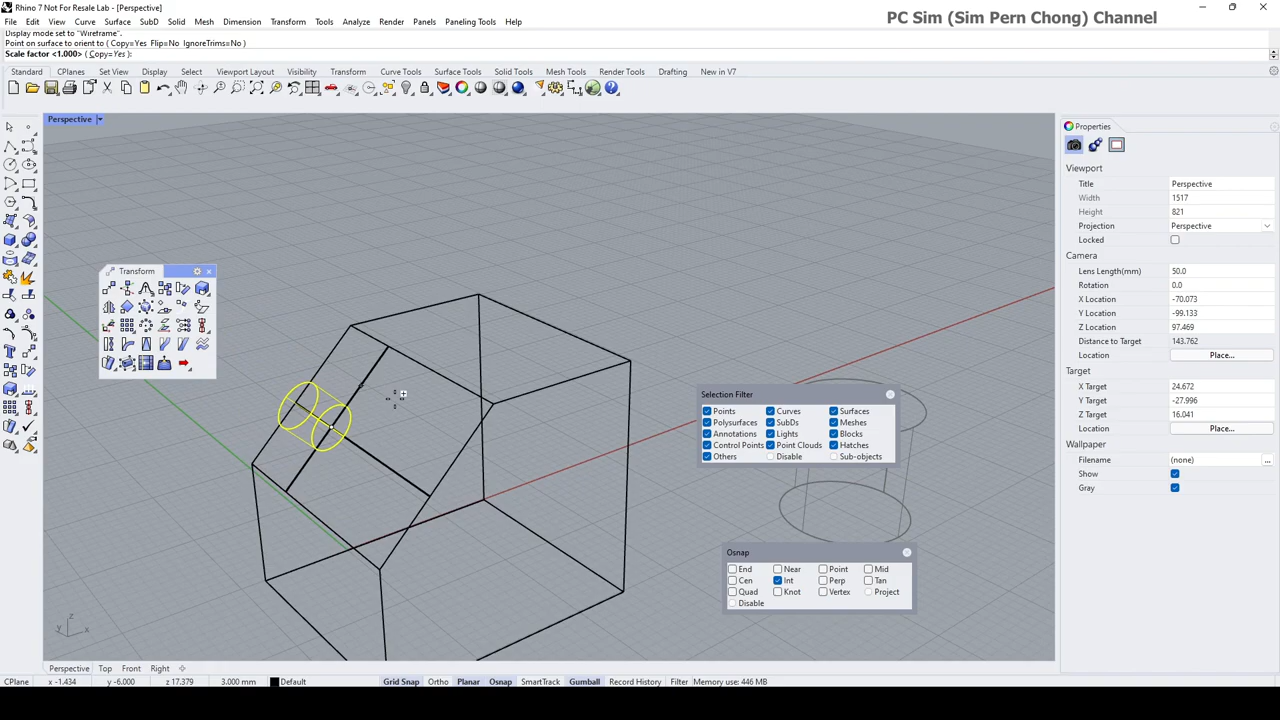 Rhino 7 Not For Resale Lab - [Perspective]
PC Sim (Sim Pern Chong) Channel
File Edit View Curve Surface SubD Solid Mesh Dimension Transform Tools Analyze Render Panels Paneling Tools Help
Display mode set to "Wireframe".
Point on surface to orient to ( Copy=Yes Flip=No IgnoreTrims=No )
Scale factor <1.000> ( Copy=Yes ):
Standard CPlanes Set View Display Select Viewport Layout Visibility Transform Curve Tools Surface Tools Solid Tools Mesh Tools Render Tools Drafting New in V7
Perspective
Properties
Viewport
Title Perspective
Width 1517
Height 821
Projection Perspective
Locked
Camera
Lens Length(mm) 50.0
Rotation 0.0
X Location -70.073
Y Location -99.133
Z Location 97.469
Distance to Target 143.762
Location Place...
Target
X Target 24.672
Y Target -27.996
Z Target 16.041
Location Place...
Wallpaper
Filename (none) ...
Show
Gray
Transform
Selection Filter
Points Curves Surfaces
Polysurfaces SubDs Meshes
Annotations Lights Blocks
Control Points Point Clouds Hatches
Others Disable Sub-objects
Osnap
End Near Point Mid
Cen Int Perp Tan
Quad Knot Vertex Project
Disable
z
y x
Perspective Top Front Right
CPlane x -1.434 y -6.000 z 17.379 3.000 mm Default Grid Snap Ortho Planar Osnap SmartTrack Gumball Record History Filter Memory use: 446 MB